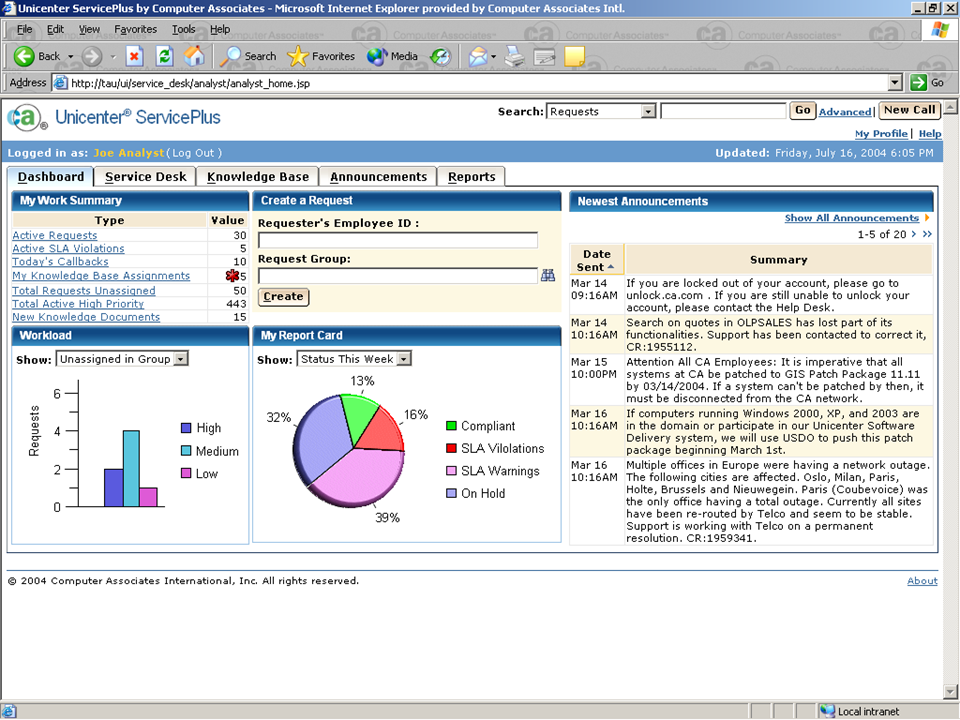 Unicenter ServicePlus by Computer Associates - Microsoft Internet Explorer provided by Computer Associates Intl.
File Edit View Favorites Tools Help
Back Search Favorites Media
Address http://tau/ui/service_desk/analyst/analyst_home.jsp Go
ca® Unicenter® ServicePlus
Search: Requests Go Advanced | New Call
My Profile | Help
Logged in as: Joe Analyst (Log Out ) Updated: Friday, July 16, 2004 6:05 PM
Dashboard Service Desk Knowledge Base Announcements Reports
My Work Summary
Type Value
Active Requests 30
Active SLA Violations 5
Today's Callbacks 10
My Knowledge Base Assignments 5
Total Requests Unassigned 50
Total Active High Priority 443
New Knowledge Documents 15
Create a Request
Requester's Employee ID :
Request Group:
Create
Newest Announcements
Show All Announcements
1-5 of 20 > >>
Date Summary
Sent
Mar 14 If you are locked out of your account, please go to
09:16AM unlock.ca.com . If you are still unable to unlock your
account, please contact the Help Desk.
Mar 14 Search on quotes in OLPSALES has lost part of its
10:16AM functionalities. Support has been contacted to correct it,
CR:1955112.
Mar 15 Attention All CA Employees: It is imperative that all
10:00PM systems at CA be patched to GIS Patch Package 11.11
by 03/14/2004. If a system can't be patched by then, it
must be disconnected from the CA network.
Mar 16 If computers running Windows 2000, XP, and 2003 are
10:16AM in the domain or participate in our Unicenter Software
Delivery system, we will use USDO to push this patch
package beginning March 1st.
Mar 16 Multiple offices in Europe were having a network outage.
10:16AM The following cities are affected. Oslo, Milan, Paris,
Holte, Brussels and Nieuwegein. Paris (Coubevoice) was
the only office having a total outage. Currently all sites
have been re-routed by Telco and seem to be stable.
Support is working with Telco on a permanent
resolution. CR:1959341.
Workload
Show: Unassigned in Group
Requests
6
4
2
0
High
Medium
Low
My Report Card
Show: Status This Week
13%
16%
32%
39%
Compliant
SLA Vilolations
SLA Warnings
On Hold
© 2004 Computer Associates International, Inc. All rights reserved. About
Local intranet